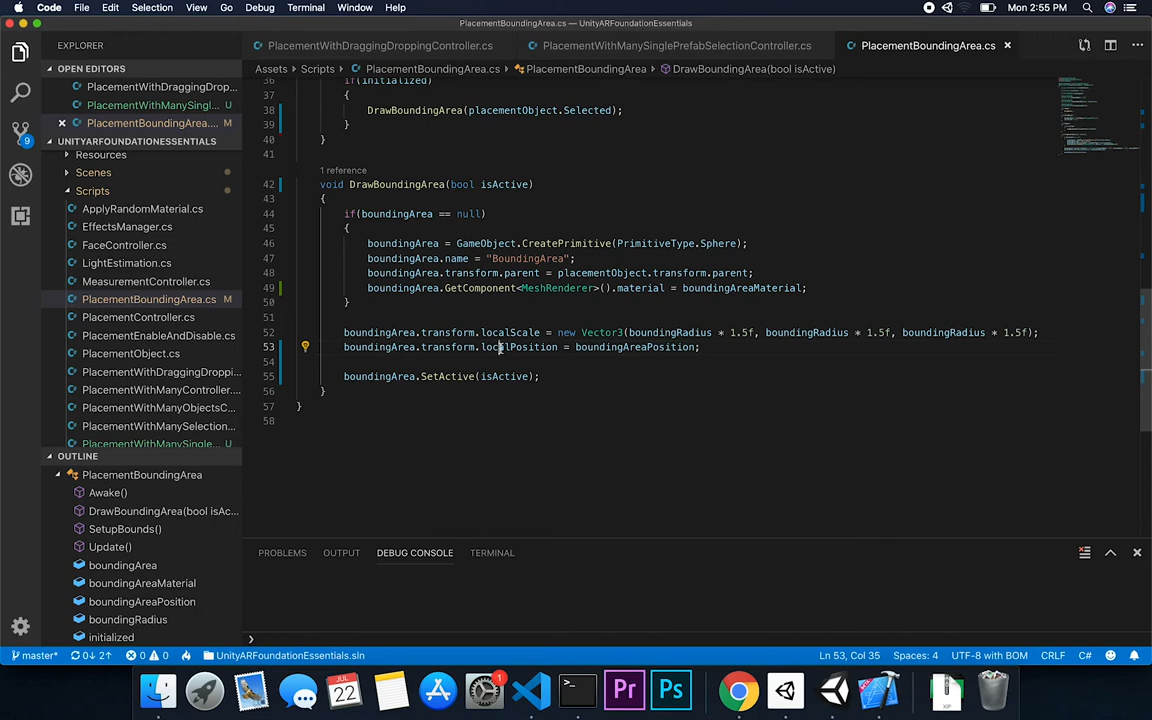 Code File Edit Selection View Go Debug Terminal Window Help Mon 2:55 PM
PlacementBoundingArea.cs — UnityARFoundationEssentials
EXPLORER
OPEN EDITORS
PlacementWithDraggingDrop...
PlacementWithManySingl... U
PlacementBoundingArea.... M
UNITYARFOUNDATIONESSENTIALS
Resources
Scenes
Scripts
ApplyRandomMaterial.cs
EffectsManager.cs
FaceController.cs
LightEstimation.cs
MeasurementController.cs
PlacementBoundingArea.cs M
PlacementController.cs
PlacementEnableAndDisable.cs
PlacementObject.cs
PlacementWithDraggingDroppi...
PlacementWithManyController....
PlacementWithManyObjectsC...
PlacementWithManySelection...
PlacementWithManySingle... U
OUTLINE
PlacementBoundingArea
Awake()
DrawBoundingArea(bool isAc...
SetupBounds()
Update()
boundingArea
boundingAreaMaterial
boundingAreaPosition
boundingRadius
initialized
PlacementWithDraggingDroppingController.cs PlacementWithManySinglePrefabSelectionController.cs PlacementBoundingArea.cs
Assets › Scripts › PlacementBoundingArea.cs › PlacementBoundingArea › DrawBoundingArea(bool isActive)
36 if(initialized)
37 {
38 DrawBoundingArea(placementObject.Selected);
39 }
40 }
41
1 reference
42 void DrawBoundingArea(bool isActive)
43 {
44 if(boundingArea == null)
45 {
46 boundingArea = GameObject.CreatePrimitive(PrimitiveType.Sphere);
47 boundingArea.name = "BoundingArea";
48 boundingArea.transform.parent = placementObject.transform.parent;
49 boundingArea.GetComponent<MeshRenderer>().material = boundingAreaMaterial;
50 }
51
52 boundingArea.transform.localScale = new Vector3(boundingRadius * 1.5f, boundingRadius * 1.5f, boundingRadius * 1.5f);
53 boundingArea.transform.localPosition = boundingAreaPosition;
54
55 boundingArea.SetActive(isActive);
56 }
57 }
58
PROBLEMS OUTPUT DEBUG CONSOLE TERMINAL
master* 0↓ 2↑ 0 0 UnityARFoundationEssentials.sln Ln 53, Col 35 Spaces: 4 UTF-8 with BOM CRLF C#